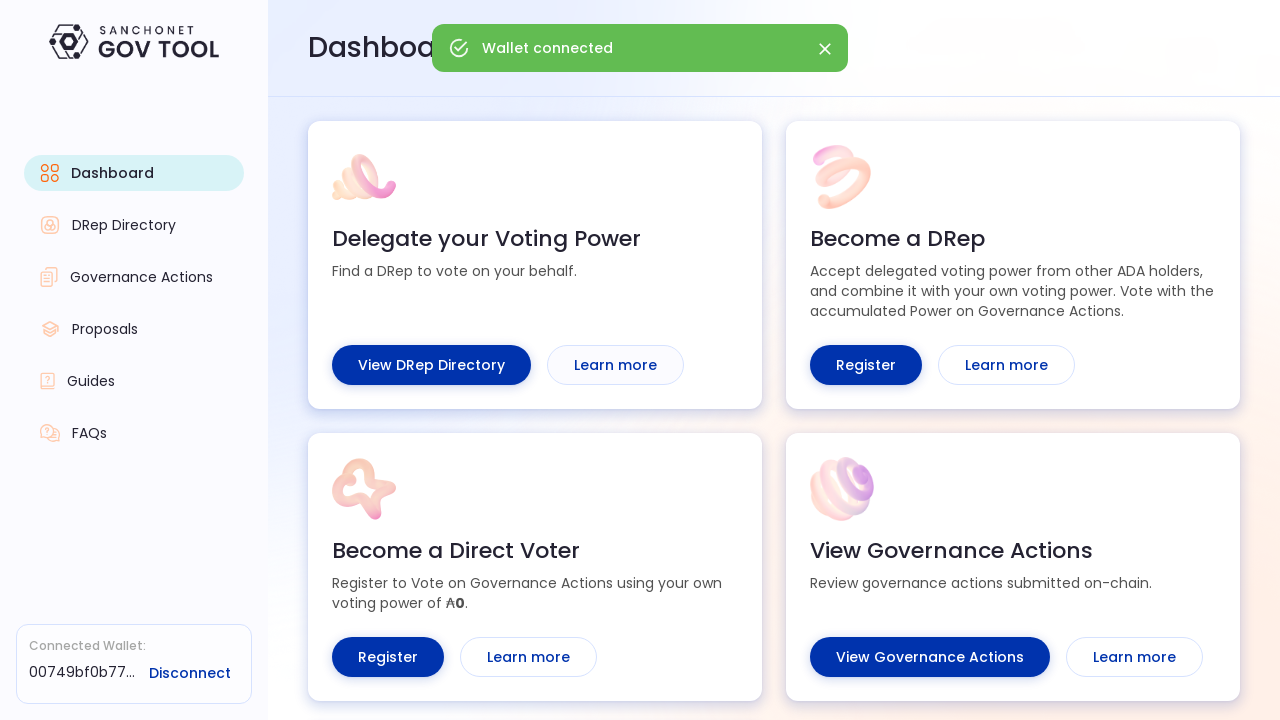 SANCHONET
GOV TOOL
Dashboa
Wallet connected
Dashboard
DRep Directory
Governance Actions
Proposals
Guides
FAQs
Connected Wallet:
00749bf0b77...
Disconnect
Delegate your Voting Power
Find a DRep to vote on your behalf.
View DRep Directory
Learn more
Become a DRep
Accept delegated voting power from other ADA holders,
and combine it with your own voting power. Vote with the
accumulated Power on Governance Actions.
Register
Learn more
Become a Direct Voter
Register to Vote on Governance Actions using your own
voting power of ₳0.
Register
Learn more
View Governance Actions
Review governance actions submitted on-chain.
View Governance Actions
Learn more